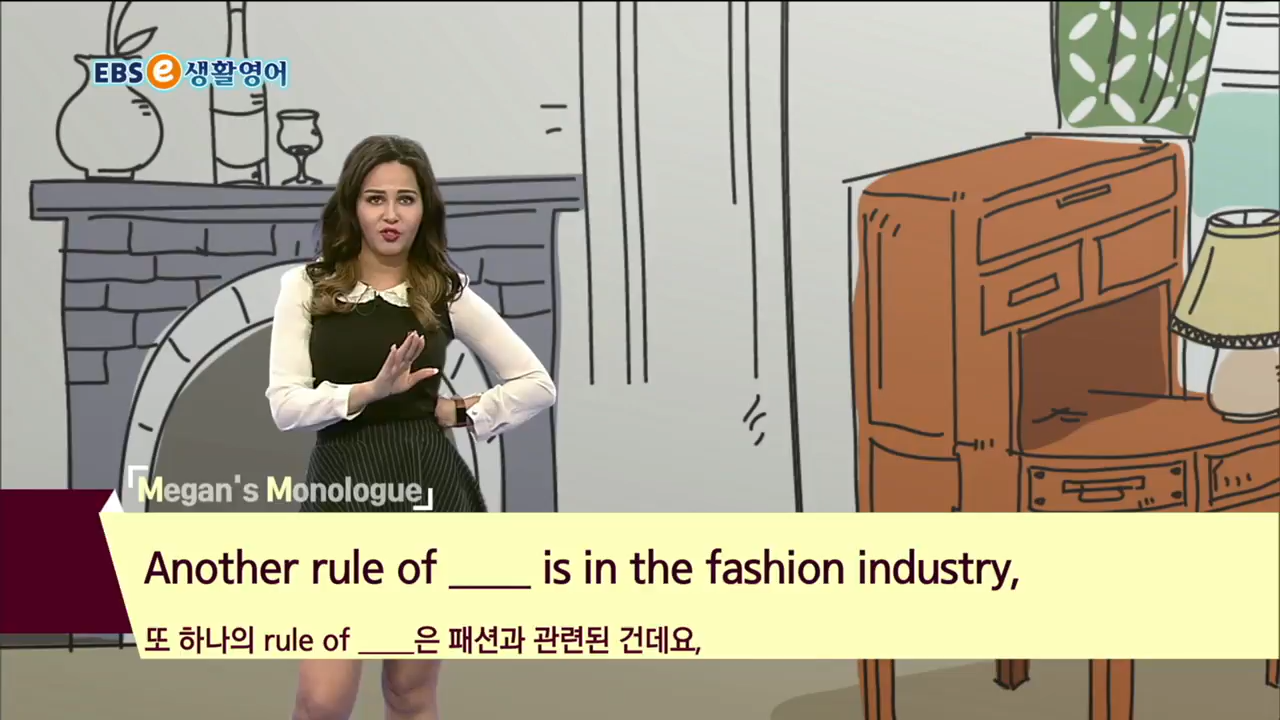 EBS e 생활영어
Megan's Monologue
Another rule of ____ is in the fashion industry,
또 하나의 rule of ____은 패션과 관련된 건데요,